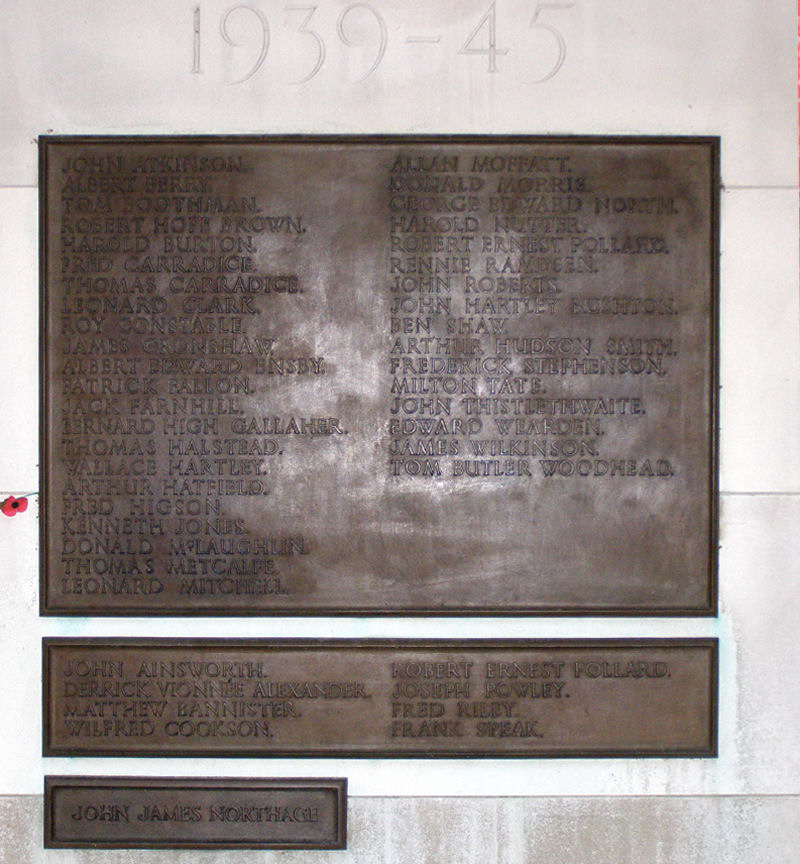 1939-45
JOHN ATKINSON.
ALBERT BERRY.
TOM BOOTHMAN.
ROBERT HOFF BROWN.
HAROLD BURTON.
FRED CARRADICE.
THOMAS CARRADICE.
LEONARD CLARK.
ROY CONSTABLE.
JAMES CRONSHAW.
ALBERT EDWARD ENSBY.
PATRICK FALLON.
JACK FARNHILL.
BERNARD HIGH GALLAHER.
THOMAS HALSTEAD.
WALLACE HARTLEY.
ARTHUR HATFIELD.
FRED HIGSON.
KENNETH JONES.
DONALD McLAUGHLIN.
THOMAS METCALFE.
LEONARD MITCHELL.
ALLAN MOFFATT.
DONALD MORRIS.
GEORGE EDWARD NORTH.
HAROLD NUTTER.
ROBERT ERNEST POLLARD.
RENNIE RAMDSEN.
JOHN ROBERTS.
JOHN HARTLEY RUSHTON.
BEN SHAW.
ARTHUR HUDSON SMITH.
FREDERICK STEPHENSON.
MILTON TATE.
JOHN THISTLETHWAITE.
EDWARD WEARDEN.
JAMES WILKINSON.
TOM BUTLER WOODHEAD.
JOHN AINSWORTH.
DERRICK VIONNÉE ALEXANDER.
MATTHEW BANNISTER.
WILFRED COOKSON.
ROBERT ERNEST POLLARD.
JOSEPH POWLEY.
FRED RILEY.
FRANK SPEAK.
JOHN JAMES NORTHAGE